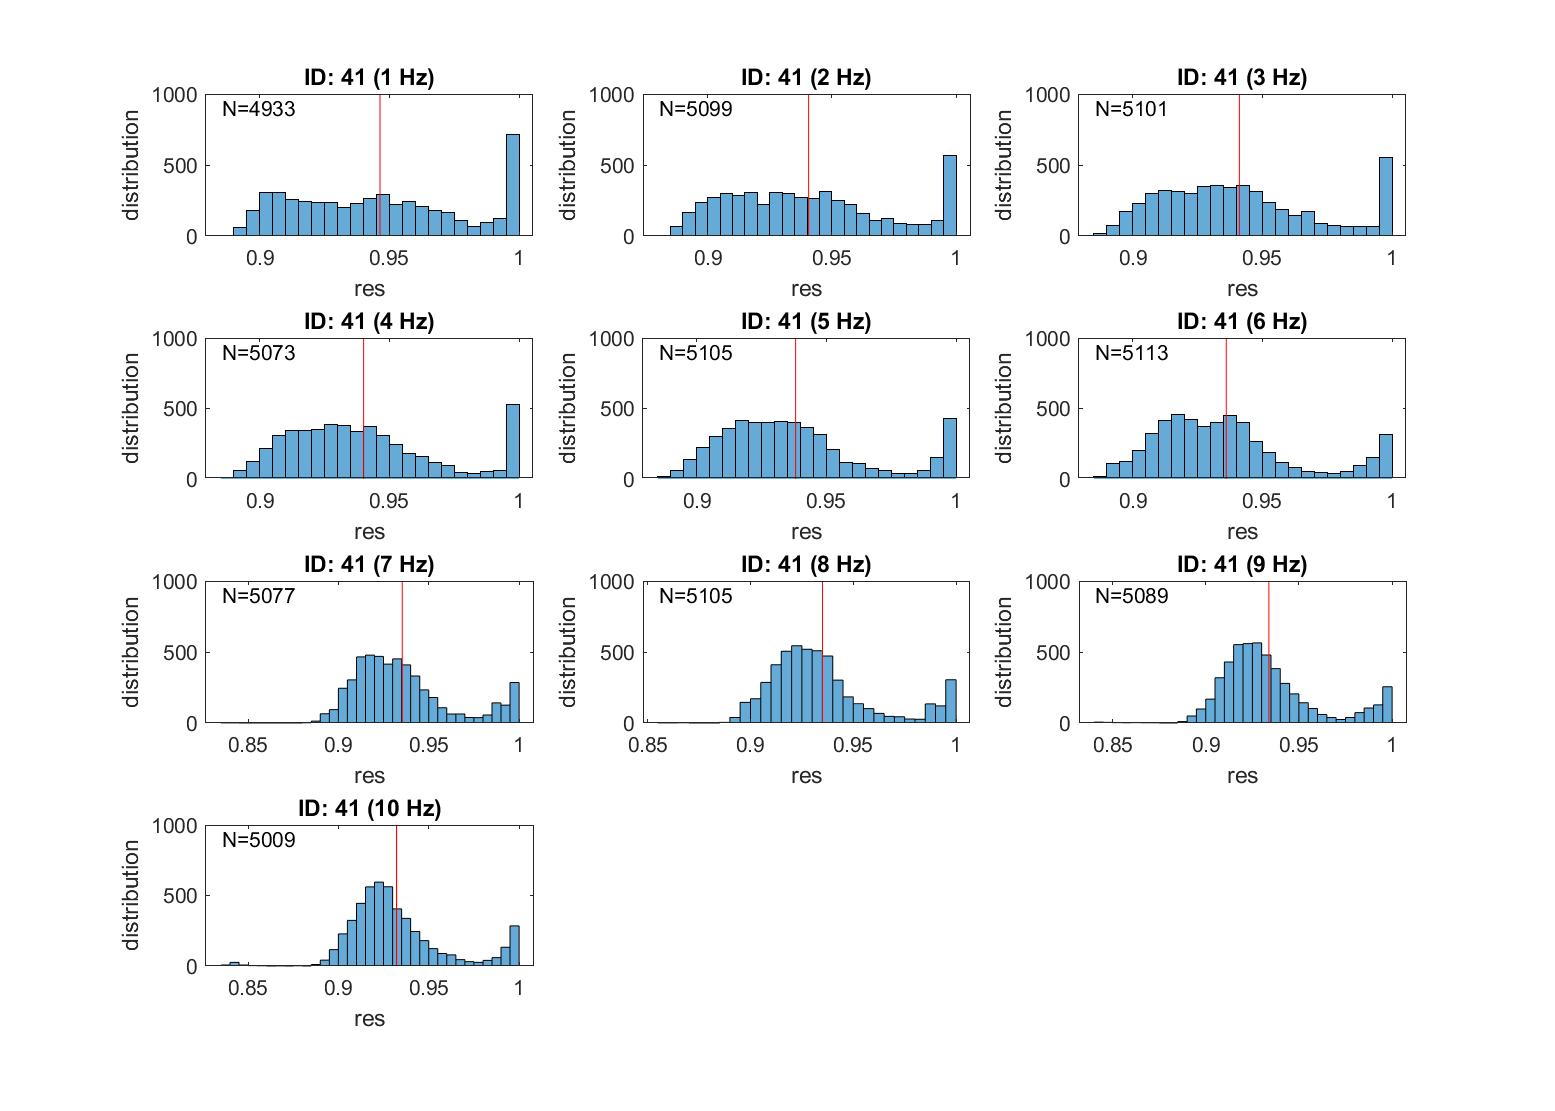 ID: 41 (1 Hz)
N=4933
distribution
1000
500
0
0.9 0.95 1
res
ID: 41 (2 Hz)
N=5099
distribution
1000
500
0
0.9 0.95 1
res
ID: 41 (3 Hz)
N=5101
distribution
1000
500
0
0.9 0.95 1
res
ID: 41 (4 Hz)
N=5073
distribution
1000
500
0
0.9 0.95 1
res
ID: 41 (5 Hz)
N=5105
distribution
1000
500
0
0.9 0.95 1
res
ID: 41 (6 Hz)
N=5113
distribution
1000
500
0
0.9 0.95 1
res
ID: 41 (7 Hz)
N=5077
distribution
1000
500
0
0.85 0.9 0.95 1
res
ID: 41 (8 Hz)
N=5105
distribution
1000
500
0
0.85 0.9 0.95 1
res
ID: 41 (9 Hz)
N=5089
distribution
1000
500
0
0.85 0.9 0.95 1
res
ID: 41 (10 Hz)
N=5009
distribution
1000
500
0
0.85 0.9 0.95 1
res